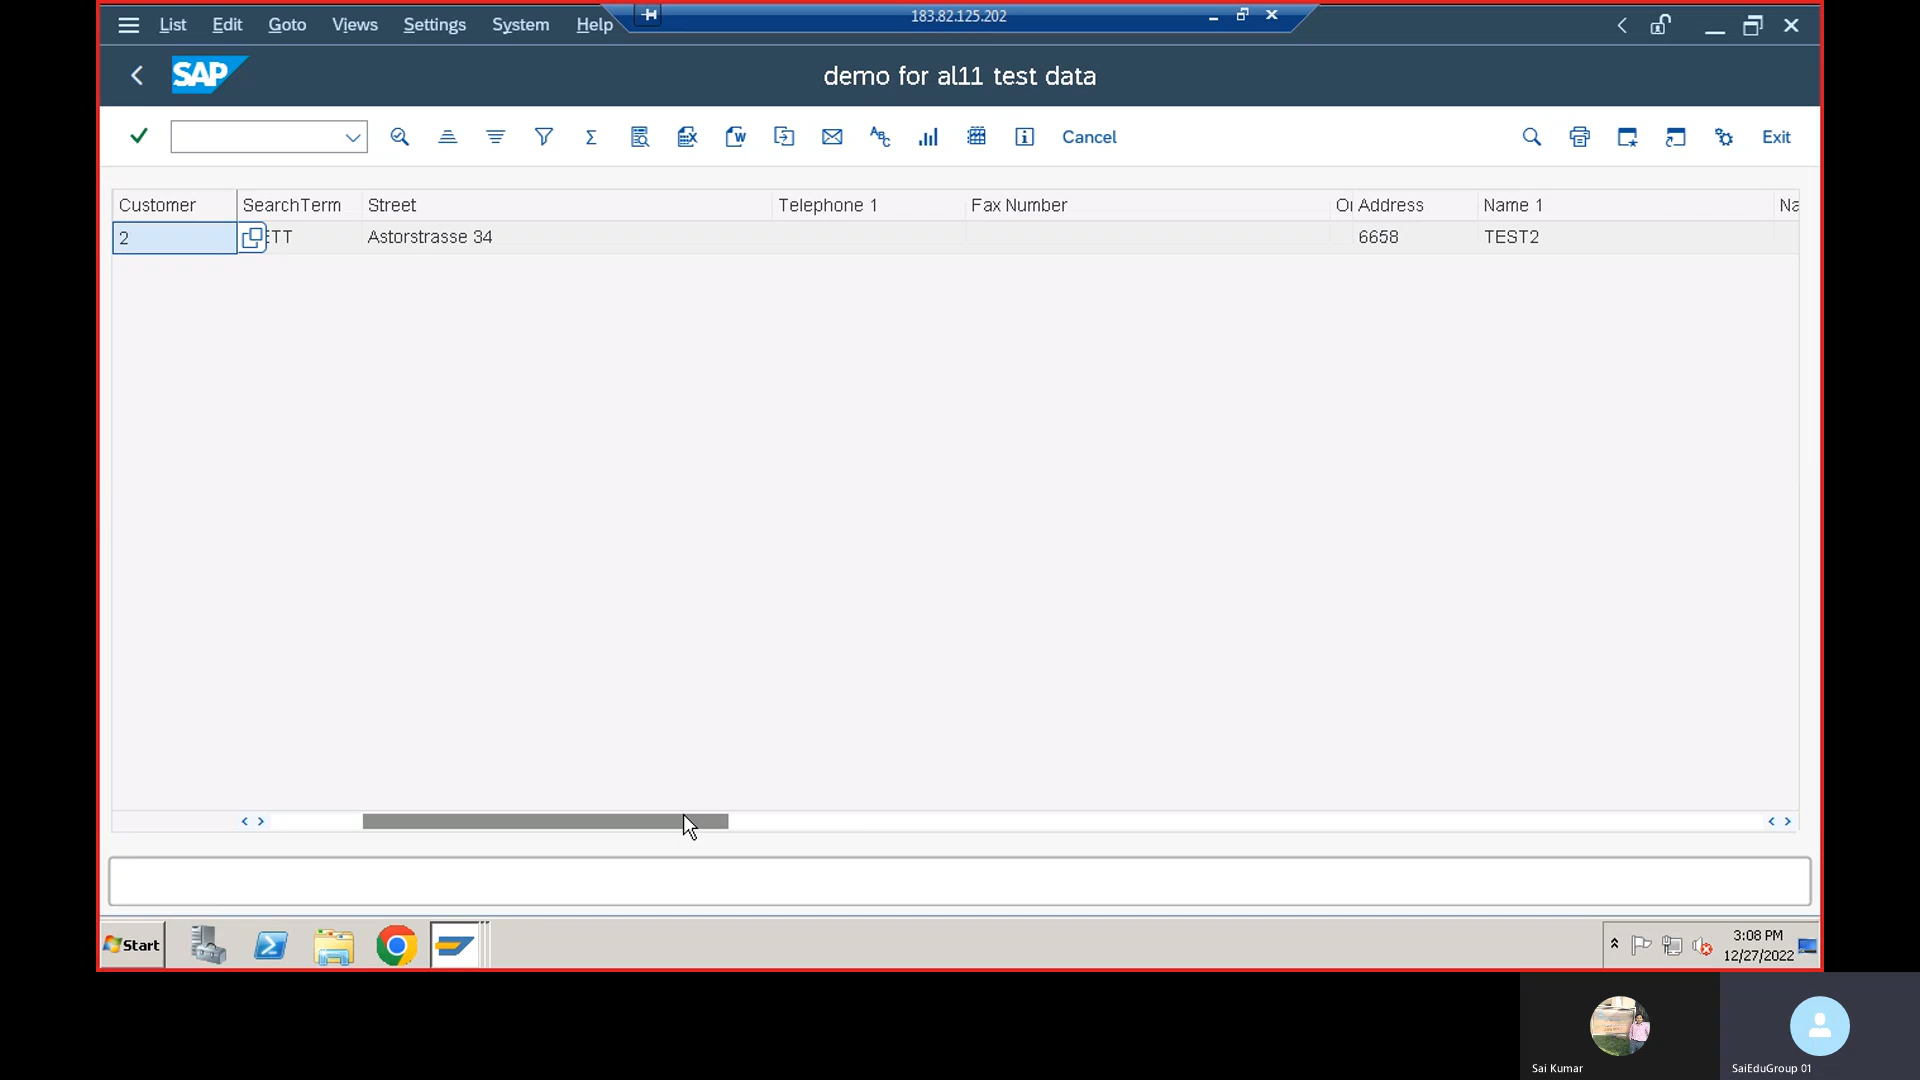 List Edit Goto Views Settings System Help
183.82.125.202
SAP
demo for al11 test data
Cancel
Exit
Customer SearchTerm Street Telephone 1 Fax Number Address Name 1
2 Astorstrasse 34 6658 TEST2
Start
3:08 PM
12/27/2022
Sai Kumar
SaiEduGroup 01